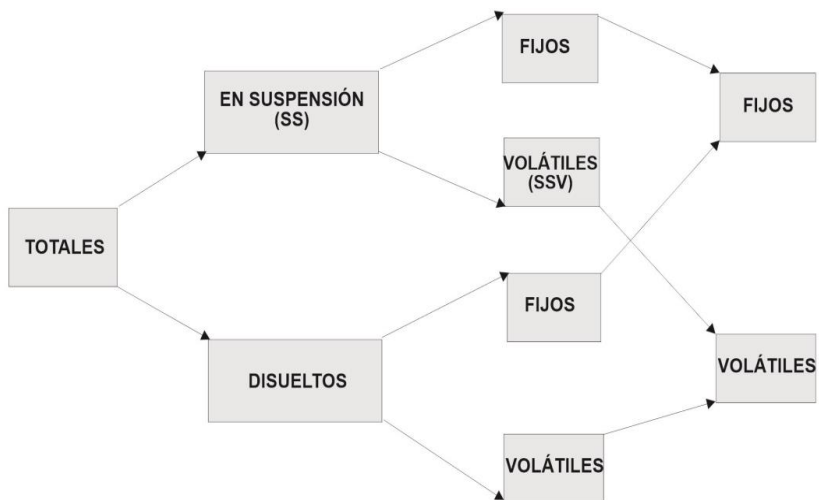 TOTALES
EN SUSPENSIÓN
(SS)
DISUELTOS
FIJOS
VOLÁTILES
(SSV)
FIJOS
VOLÁTILES
FIJOS
VOLÁTILES